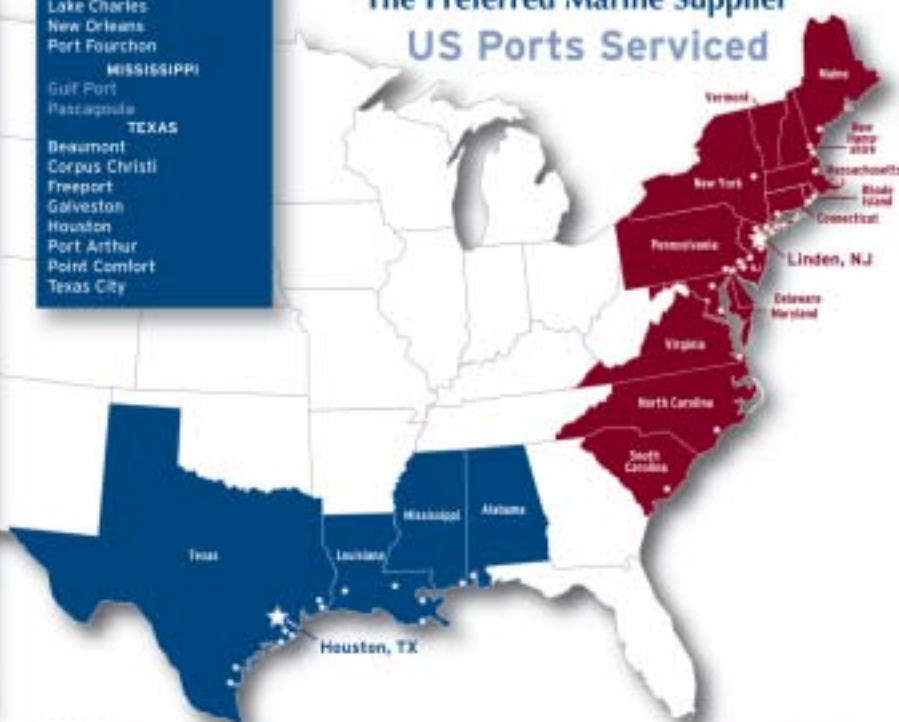 Lake Charles
New Orleans
Port Fourchon
MISSISSIPPI
Gulf Port
Pascagoula
TEXAS
Beaumont
Corpus Christi
Freeport
Galveston
Houston
Port Arthur
Point Comfort
Texas City
The Preferred Marine Supplier
US Ports Serviced
Maine
Vermont
New
Hamp-
shire
Massachusetts
New York
Rhode
Island
Connecticut
Pennsylvania
Linden, NJ
Delaware
Maryland
Virginia
North Carolina
South
Carolina
Mississippi
Alabama
Texas
Louisiana
Houston, TX